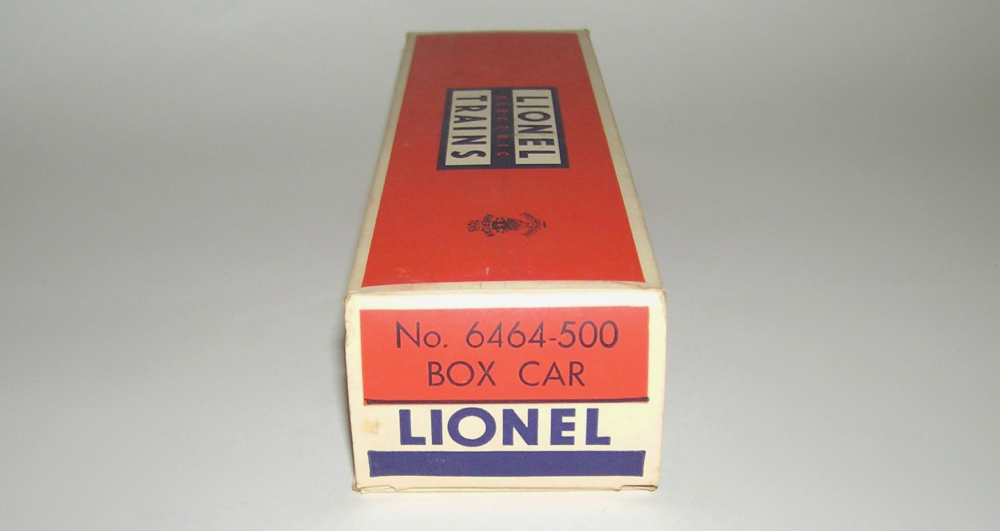 LIONEL
ELECTRIC
TRAINS
No. 6464-500
BOX CAR
LIONEL